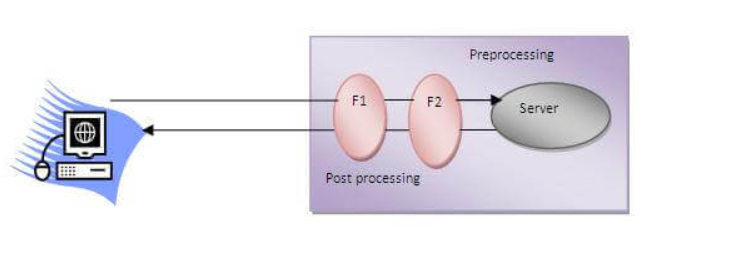 Preprocessing
F1
F2
Server
Post processing